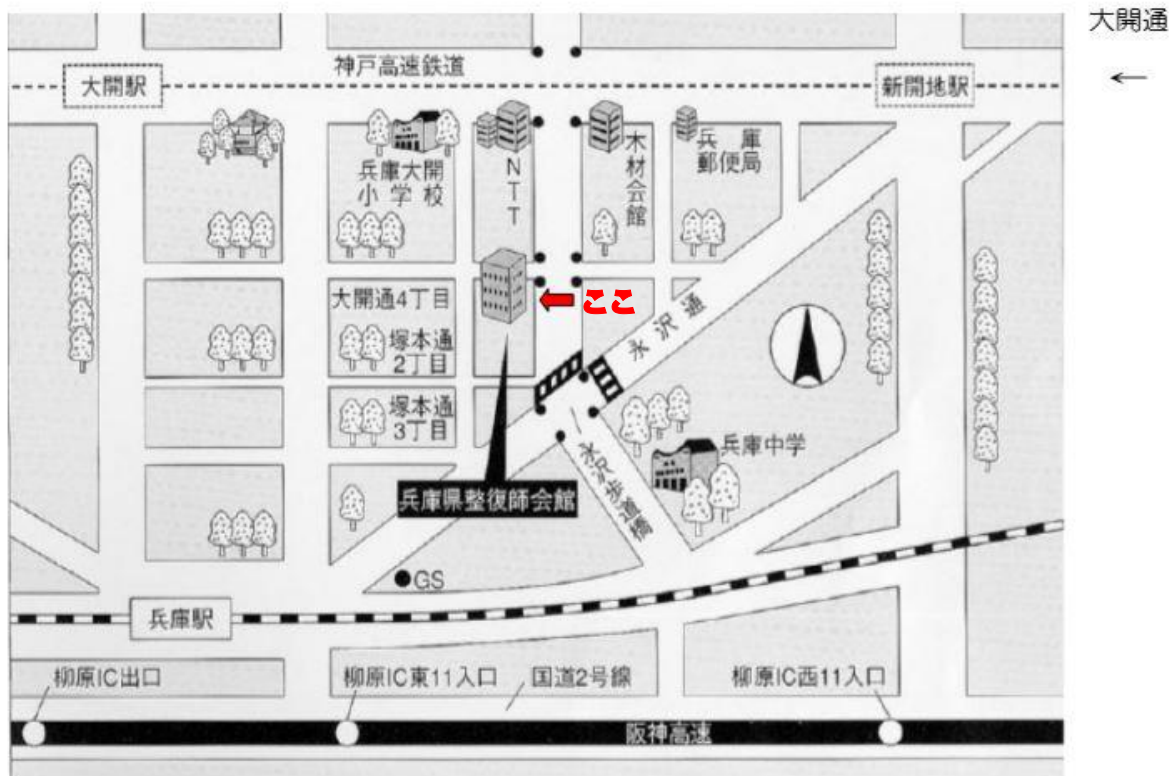 大開通
←
神戸高速鉄道
大開駅
新開地駅
兵庫大開
小学校
NTT
木材会館
兵庫
郵便局
大開通4丁目
ここ
塚本通
2丁目
永沢通
塚本通
3丁目
兵庫中学
永沢歩道橋
兵庫県整復師会館
GS
兵庫駅
柳原IC出口
柳原IC東11入口
国道2号線
柳原IC西11入口
阪神高速